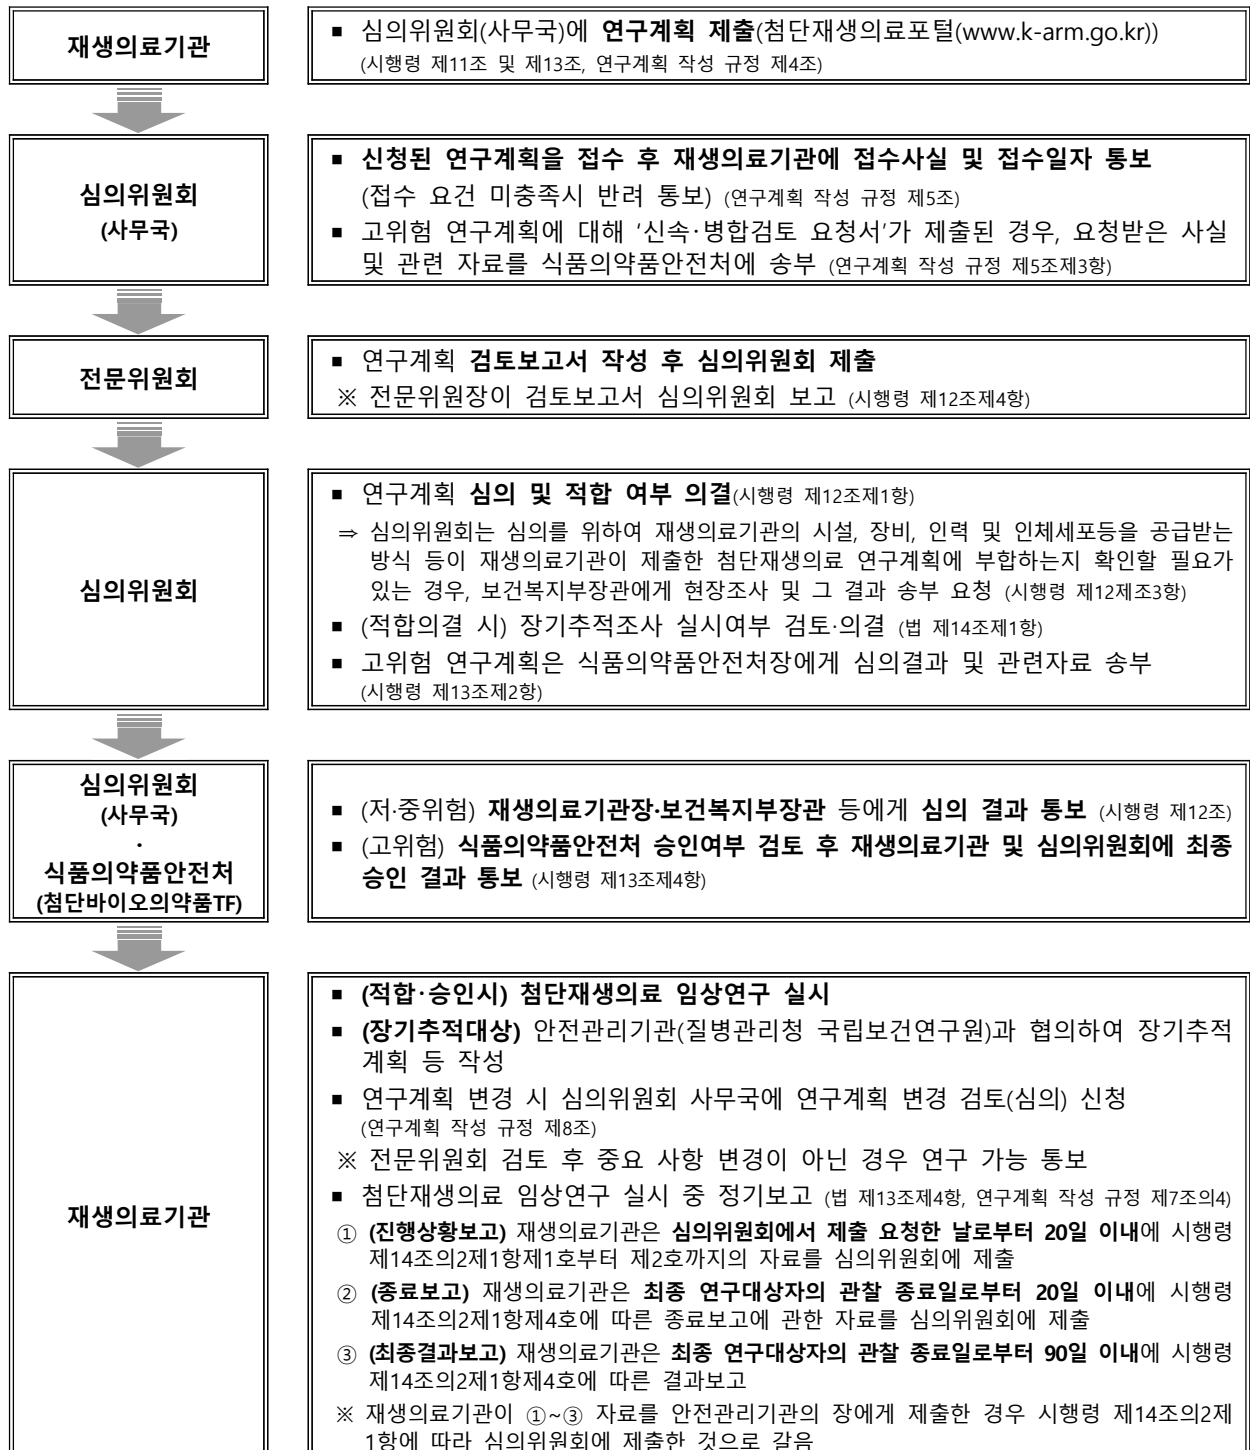 재생의료기관
▪ 심의위원회(사무국)에 연구계획 제출(첨단재생의료포털(www.k-arm.go.kr))
(시행령 제11조 및 제13조, 연구계획 작성 규정 제4조)
심의위원회
(사무국)
▪ 신청된 연구계획을 접수 후 재생의료기관에 접수사실 및 접수일자 통보
(접수 요건 미충족시 반려 통보) (연구계획 작성 규정 제5조)
▪ 고위험 연구계획에 대해 '신속·병합검토 요청서'가 제출된 경우, 요청받은 사실
및 관련 자료를 식품의약품안전처에 송부 (연구계획 작성 규정 제5조제3항)
전문위원회
▪ 연구계획 검토보고서 작성 후 심의위원회 제출
※ 전문위원장이 검토보고서 심의위원회 보고 (시행령 제12조제4항)
심의위원회
▪ 연구계획 심의 및 적합 여부 의결(시행령 제12조제1항)
⇒ 심의위원회는 심의를 위하여 재생의료기관의 시설, 장비, 인력 및 인체세포등을 공급받는
방식 등이 재생의료기관이 제출한 첨단재생의료 연구계획에 부합하는지 확인할 필요가
있는 경우, 보건복지부장관에게 현장조사 및 그 결과 송부 요청 (시행령 제12제조3항)
▪ (적합의결 시) 장기추적조사 실시여부 검토·의결 (법 제14조제1항)
▪ 고위험 연구계획은 식품의약품안전처장에게 심의결과 및 관련자료 송부
(시행령 제13조제2항)
심의위원회
(사무국)
·
식품의약품안전처
(첨단바이오의약품TF)
▪ (저·중위험) 재생의료기관장·보건복지부장관 등에게 심의 결과 통보 (시행령 제12조)
▪ (고위험) 식품의약품안전처 승인여부 검토 후 재생의료기관 및 심의위원회에 최종
승인 결과 통보 (시행령 제13조제4항)
재생의료기관
▪ (적합·승인시) 첨단재생의료 임상연구 실시
▪ (장기추적대상) 안전관리기관(질병관리청 국립보건연구원)과 협의하여 장기추적
계획 등 작성
▪ 연구계획 변경 시 심의위원회 사무국에 연구계획 변경 검토(심의) 신청
(연구계획 작성 규정 제8조)
※ 전문위원회 검토 후 중요 사항 변경이 아닌 경우 연구 가능 통보
▪ 첨단재생의료 임상연구 실시 중 정기보고 (법 제13조제4항, 연구계획 작성 규정 제7조의4)
① (진행상황보고) 재생의료기관은 심의위원회에서 제출 요청한 날로부터 20일 이내에 시행령
제14조의2제1항제1호부터 제2호까지의 자료를 심의위원회에 제출
② (종료보고) 재생의료기관은 최종 연구대상자의 관찰 종료일로부터 20일 이내에 시행령
제14조의2제1항제4호에 따른 종료보고에 관한 자료를 심의위원회에 제출
③ (최종결과보고) 재생의료기관은 최종 연구대상자의 관찰 종료일로부터 90일 이내에 시행령
제14조의2제1항제4호에 따른 결과보고
※ 재생의료기관이 ①~③ 자료를 안전관리기관의 장에게 제출한 경우 시행령 제14조의2제
1항에 따라 심의위원회에 제출한 것으로 갈음